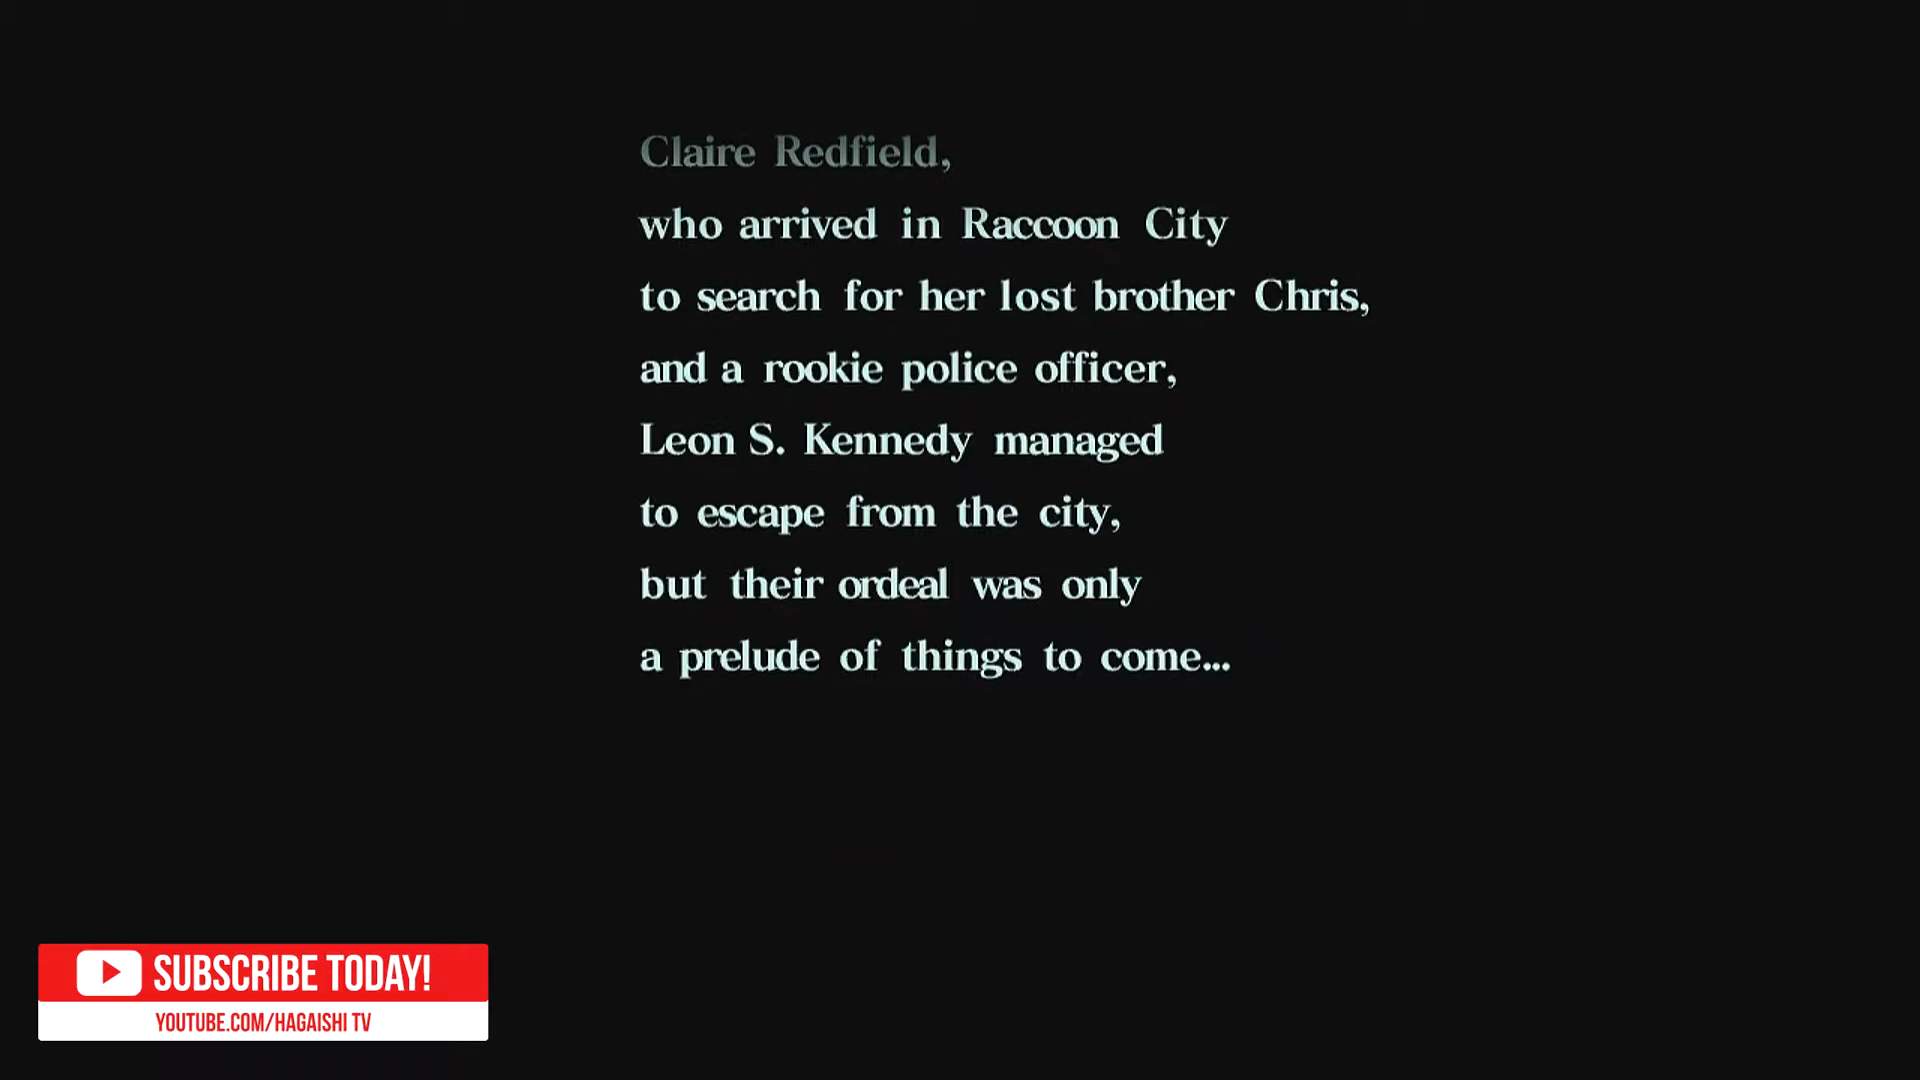 Claire Redfield,
who arrived in Raccoon City
to search for her lost brother Chris,
and a rookie police officer,
Leon S. Kennedy managed
to escape from the city,
but their ordeal was only
a prelude of things to come...
SUBSCRIBE TODAY!
YOUTUBE.COM/HAGAISHI TV